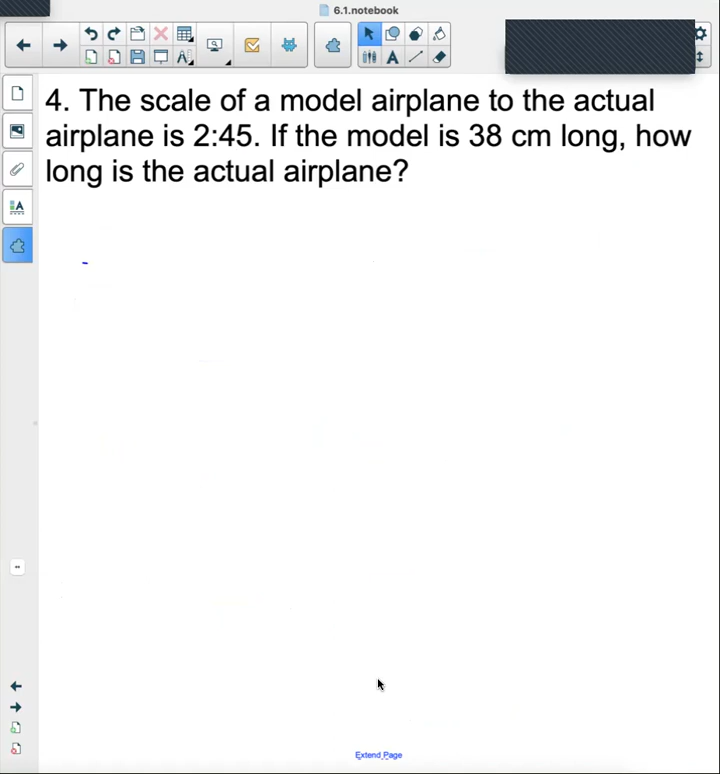 6.1.notebook
4. The scale of a model airplane to the actual
airplane is 2:45. If the model is 38 cm long, how
long is the actual airplane?
Extend Page